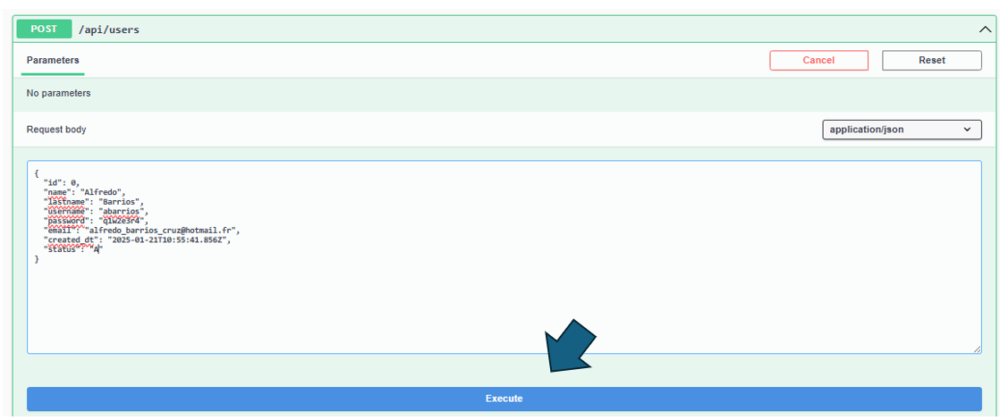 POST /api/users
Parameters
Cancel
Reset
No parameters
Request body
application/json
{
"id": 0,
"name": "Alfredo",
"lastname": "Barrios",
"username": "abarrios",
"password": "q1w2e3r4",
"email": "alfredo_barrios_cruz@hotmail.fr",
"created_dt": "2025-01-21T10:55:41.856Z",
"status": "A"
}
Execute